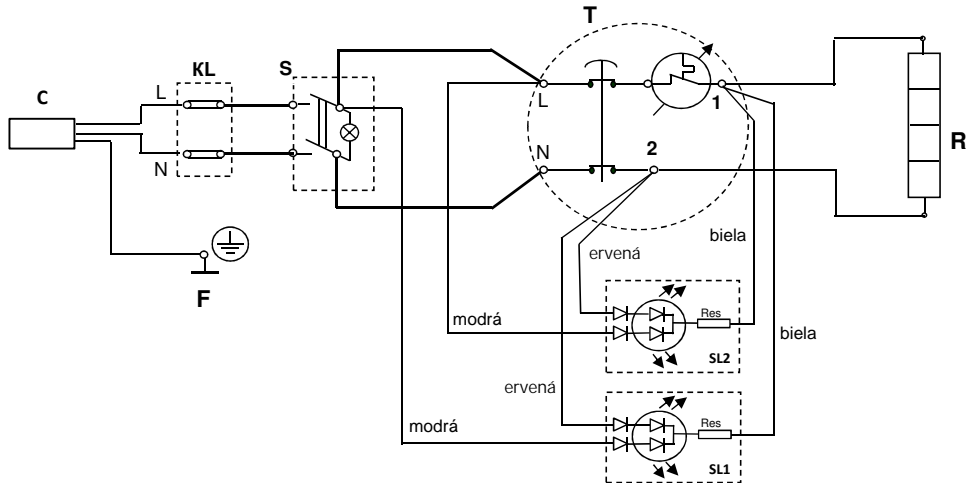 T
C
KL
S
L
N
L
1
N
2
R
F
ervená
biela
modrá
Res
SL2
biela
ervená
modrá
Res
SL1